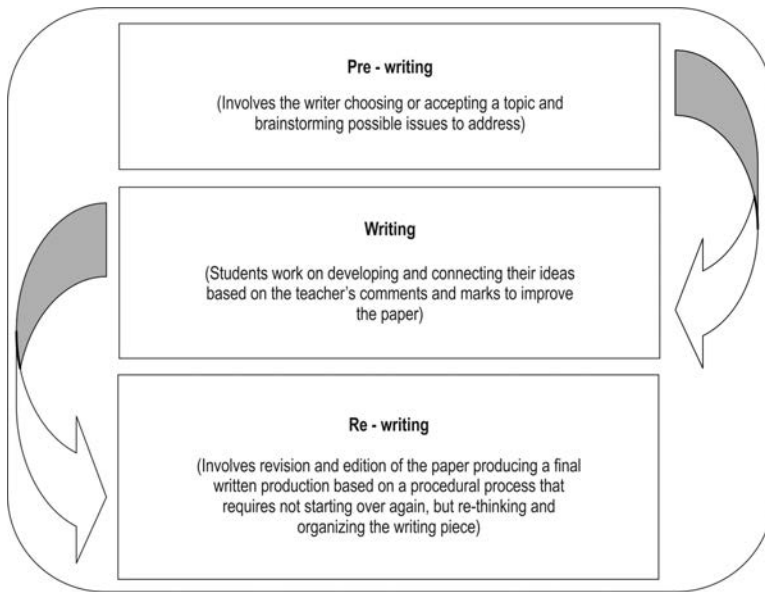 Pre - writing
(Involves the writer choosing or accepting a topic and
brainstorming possible issues to address)
Writing
(Students work on developing and connecting their ideas
based on the teacher's comments and marks to improve
the paper)
Re - writing
(Involves revision and edition of the paper producing a final
written production based on a procedural process that
requires not starting over again, but re-thinking and
organizing the writing piece)